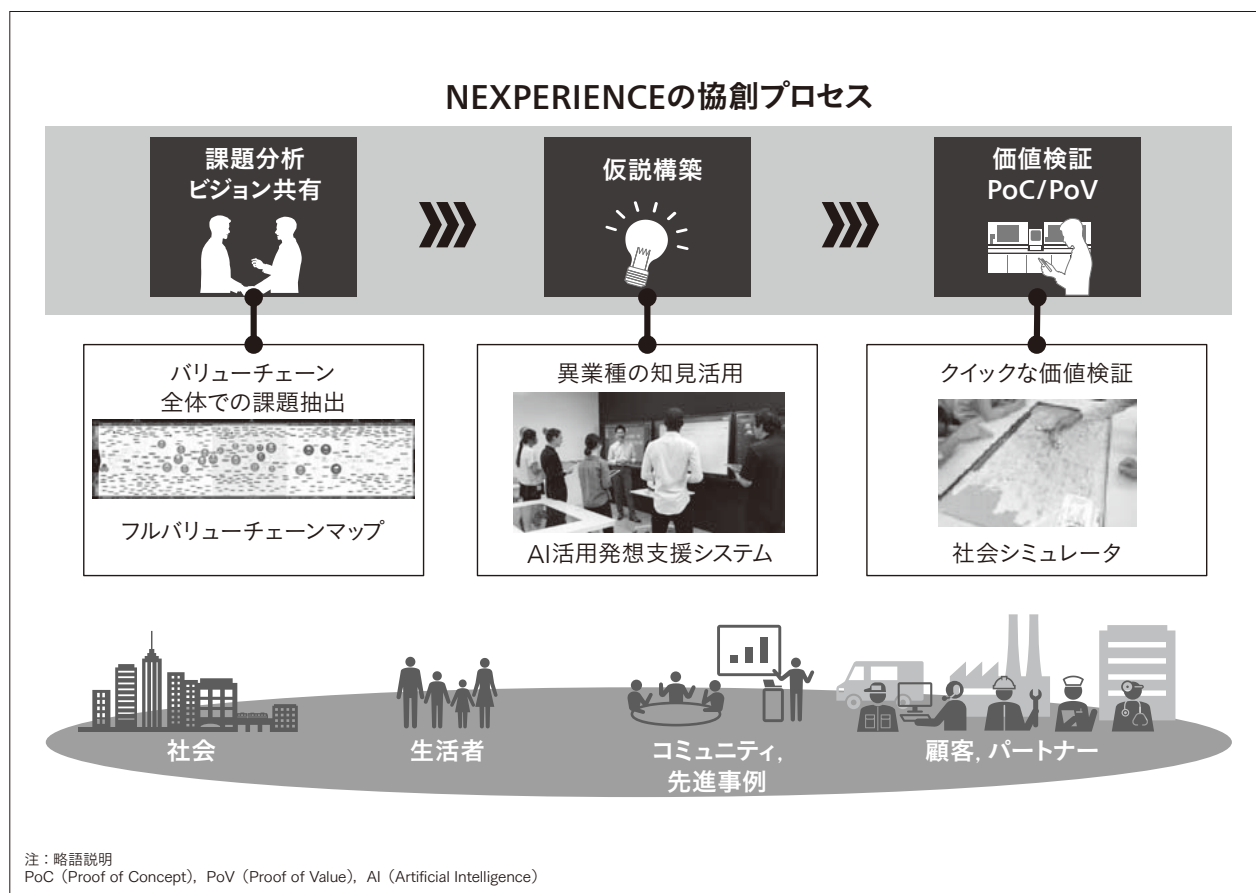 NEXPERIENCEの協創プロセス
課題分析
ビジョン共有
仮説構築
価値検証
PoC/PoV
バリューチェーン
全体での課題抽出
フルバリューチェーンマップ
異業種の知見活用
AI活用発想支援システム
クイックな価値検証
社会シミュレータ
社会
生活者
コミュニティ,
先進事例
顧客, パートナー
注：略語説明
PoC（Proof of Concept），PoV（Proof of Value），AI（Artificial Intelligence）